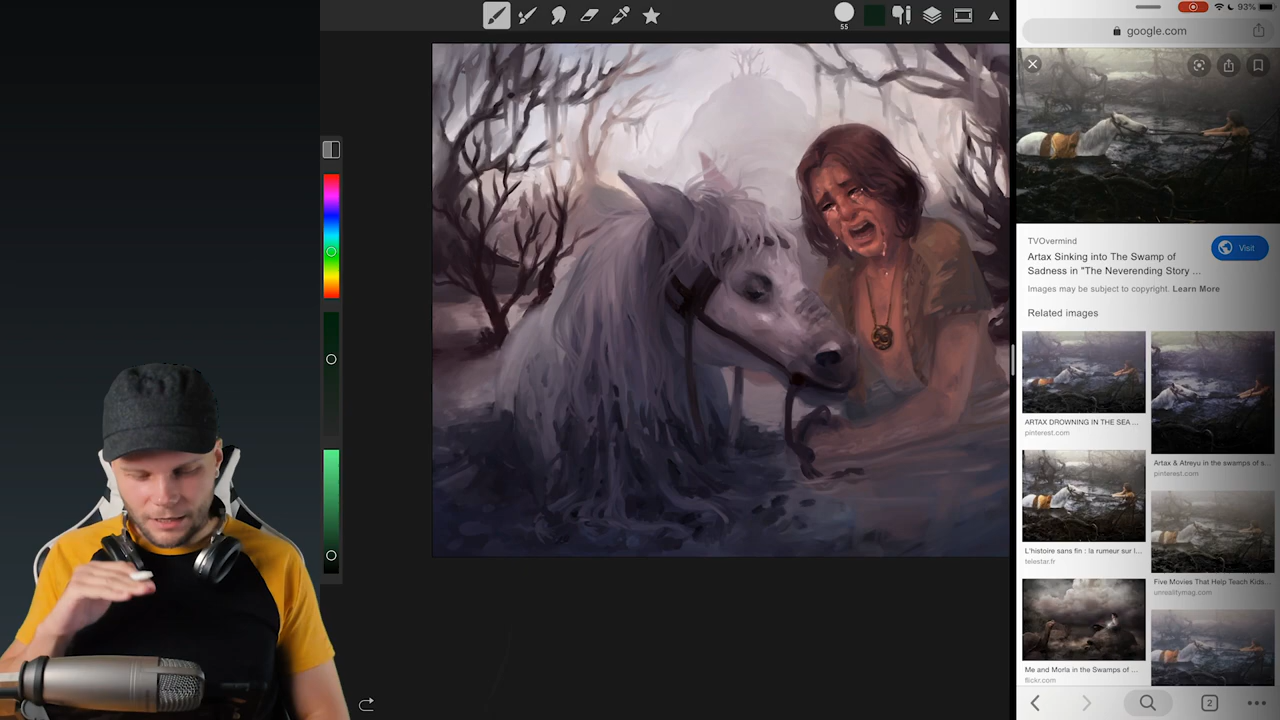 55
93%
google.com
TVOvermind
Artax Sinking into The Swamp of
Sadness in "The Neverending Story ...
Visit
Images may be subject to copyright. Learn More
Related images
ARTAX DROWNING IN THE SEA ...
pinterest.com
Artax & Atreyu in the swamps of s...
pinterest.com
L'histoire sans fin : la rumeur sur l...
telestar.fr
Five Movies That Help Teach Kids...
unrealitymag.com
Me and Morla in the Swamps of ...
flickr.com
2